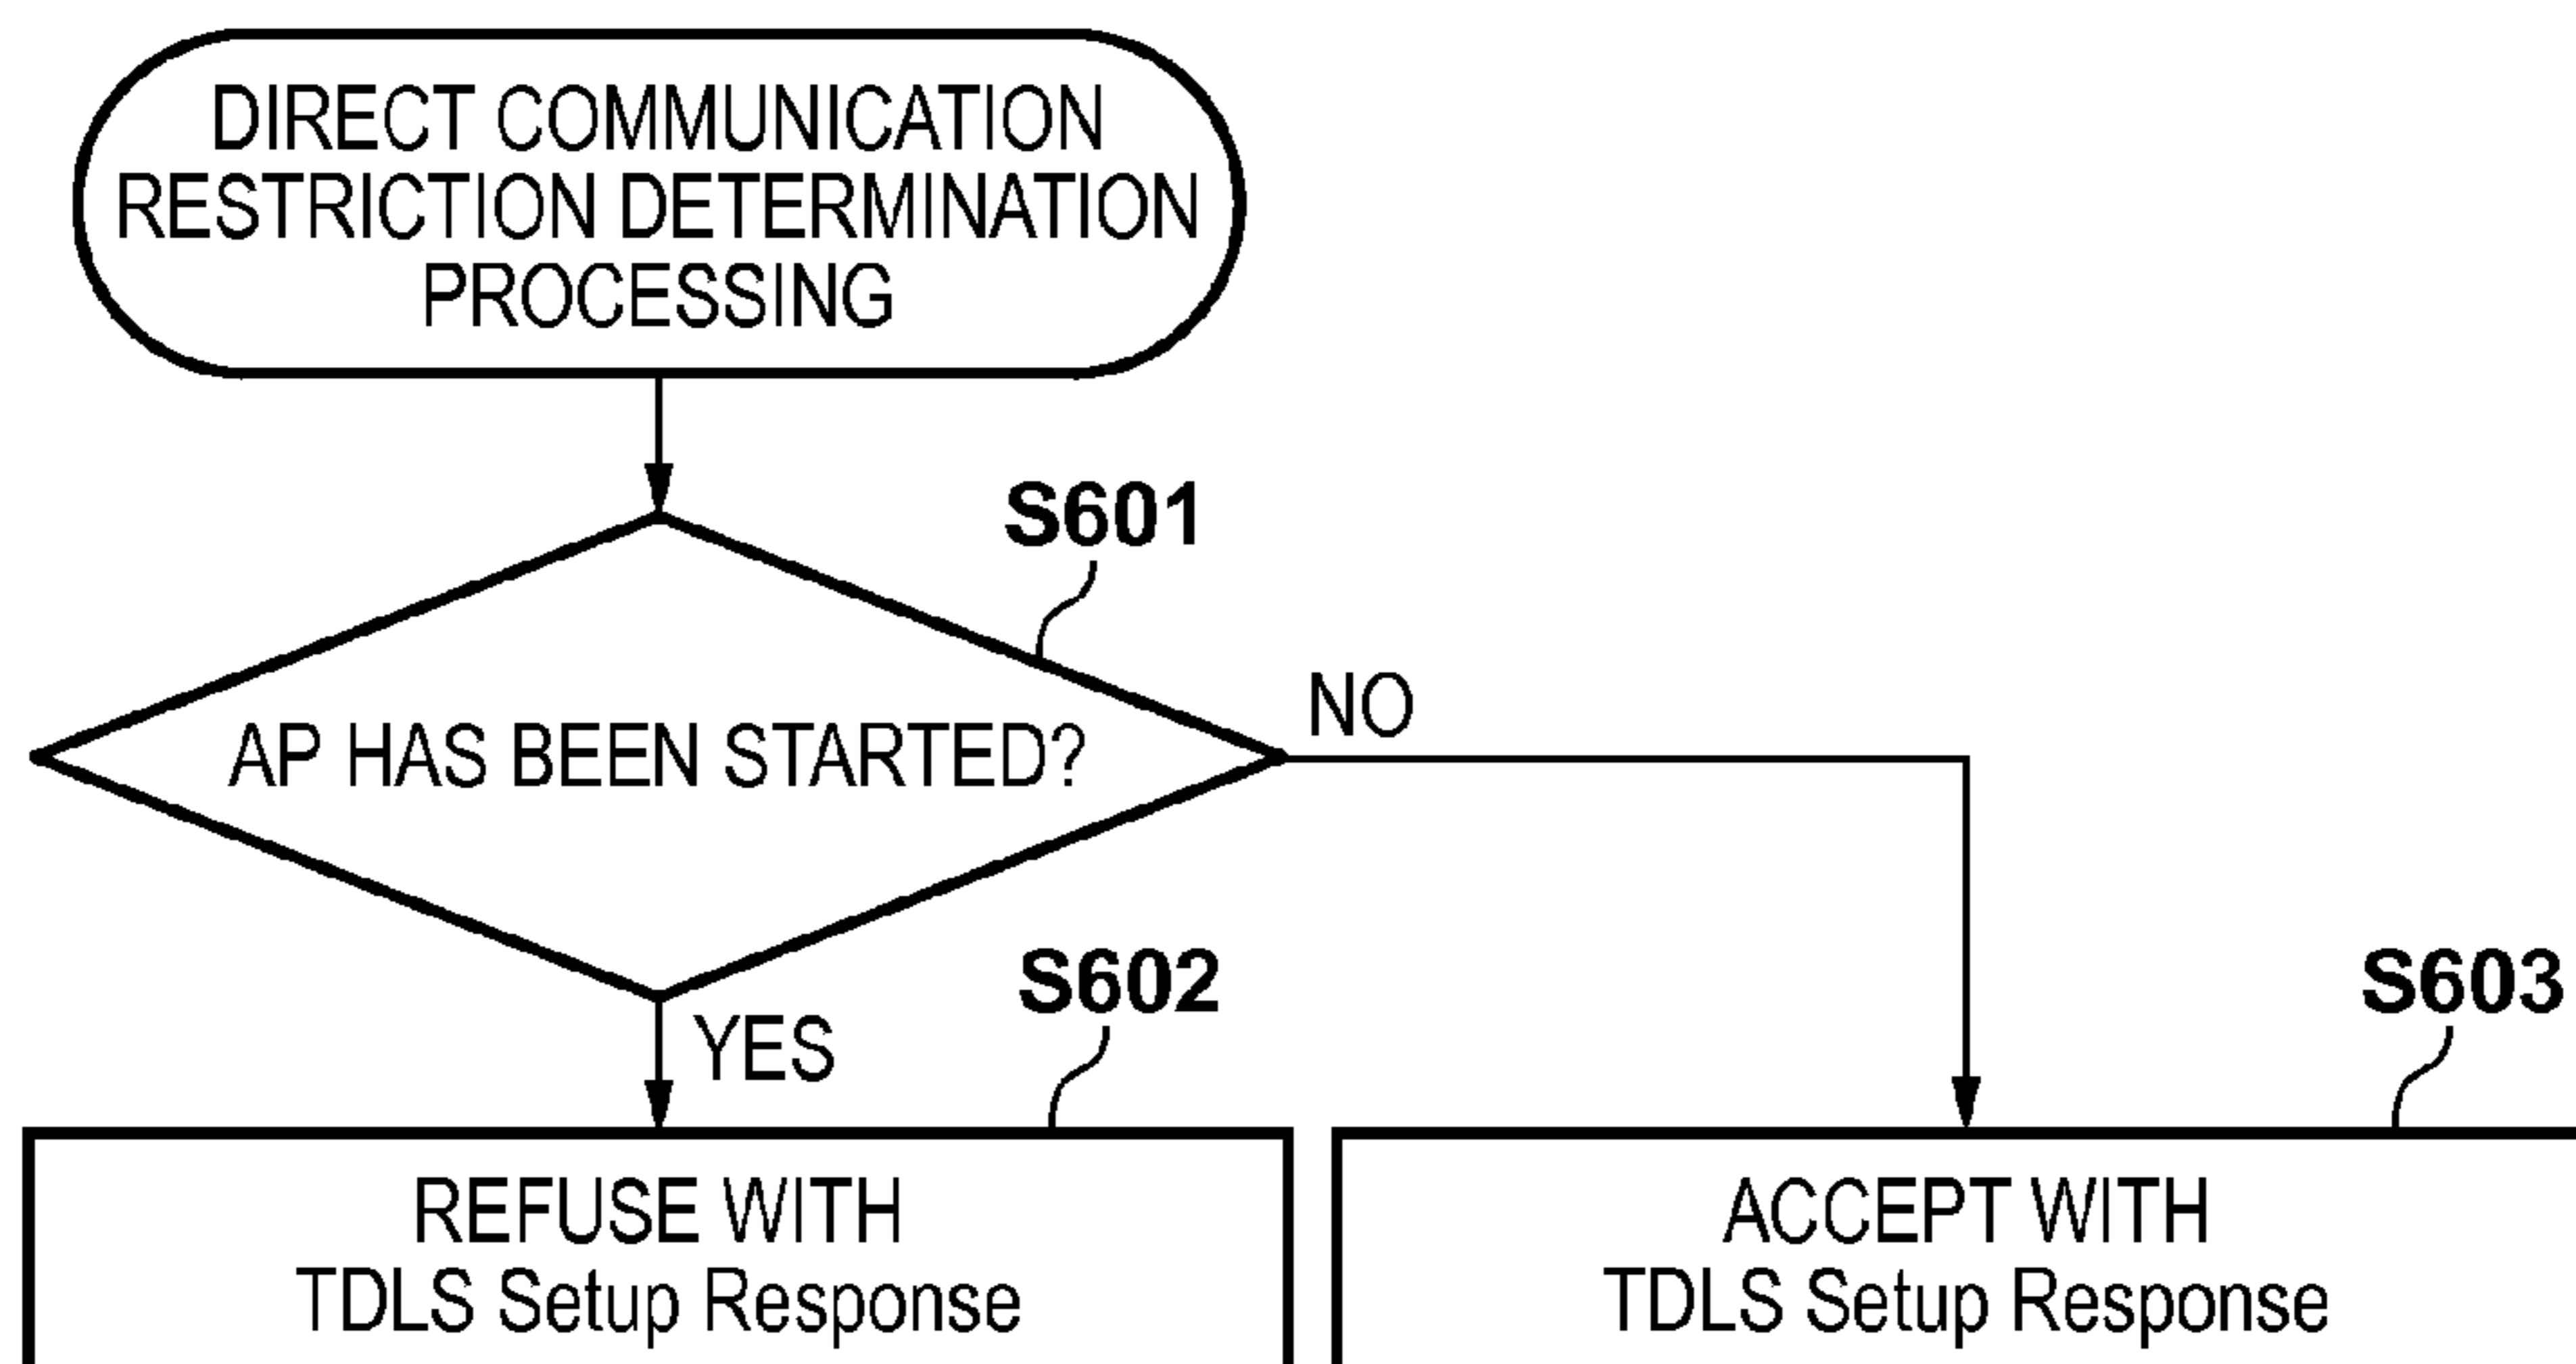 DIRECT COMMUNICATION
RESTRICTION DETERMINATION
PROCESSING
S601
AP HAS BEEN STARTED?
NO
YES
S602
REFUSE WITH
TDLS Setup Response
S603
ACCEPT WITH
TDLS Setup Response